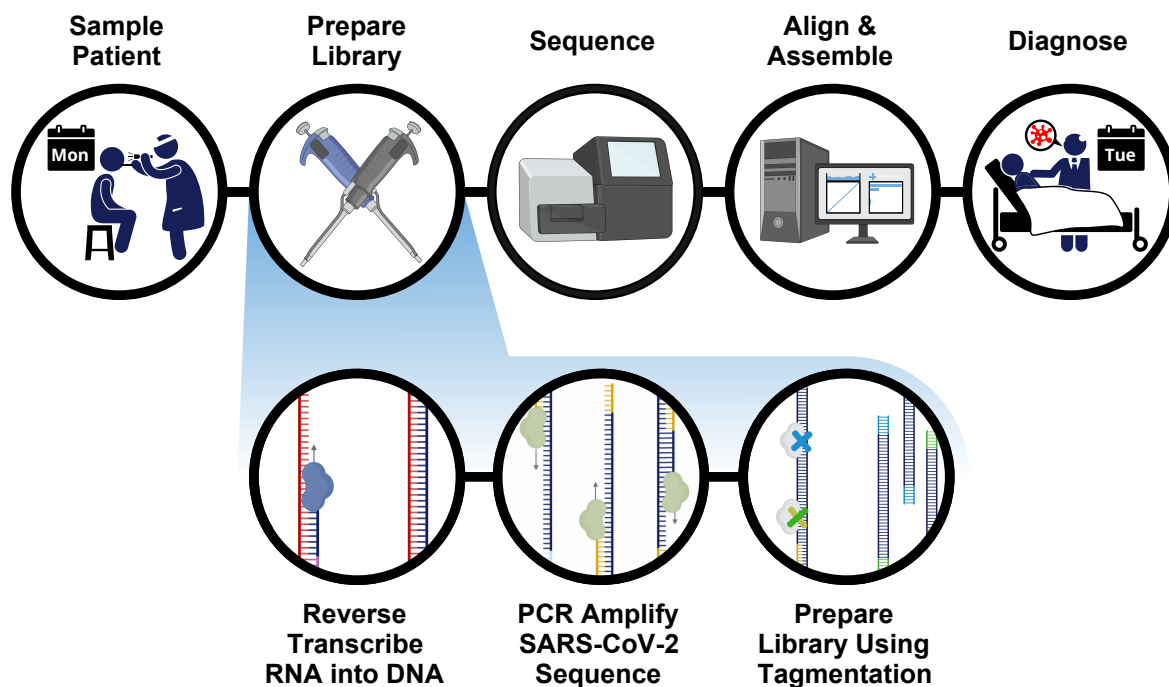 Sample
Patient
Prepare
Library
Sequence
Align &
Assemble
Diagnose
Mon
Tue
Reverse
Transcribe
RNA into DNA
PCR Amplify
SARS-CoV-2
Sequence
Prepare
Library Using
Tagmentation